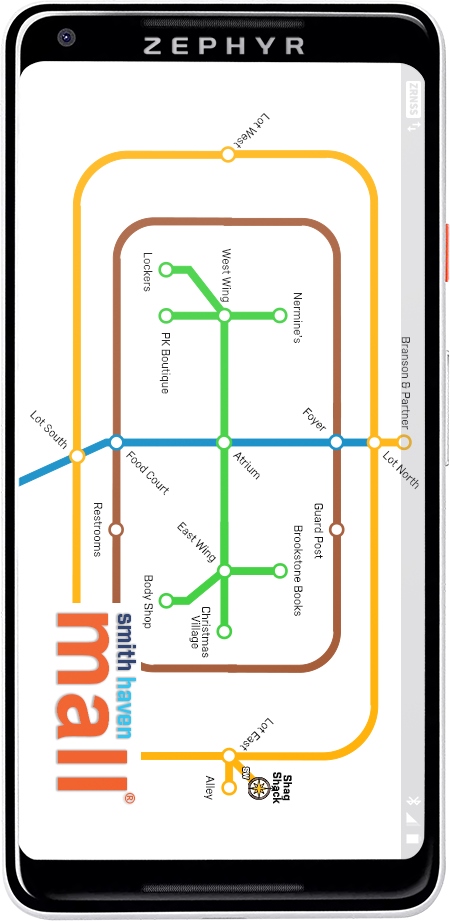 ZEPHYR
ZRNSS
Lot West
Lockers
West Wing
Nermine's
PK Boutique
Branson & Partner
Lot South
Food Court
Atrium
Foyer
Lot North
Restrooms
East Wing
Guard Post
Brookstone Books
Body Shop
Christmas
Village
smith haven
mall®
Lot East
Alley
SW
Shaq
Shack